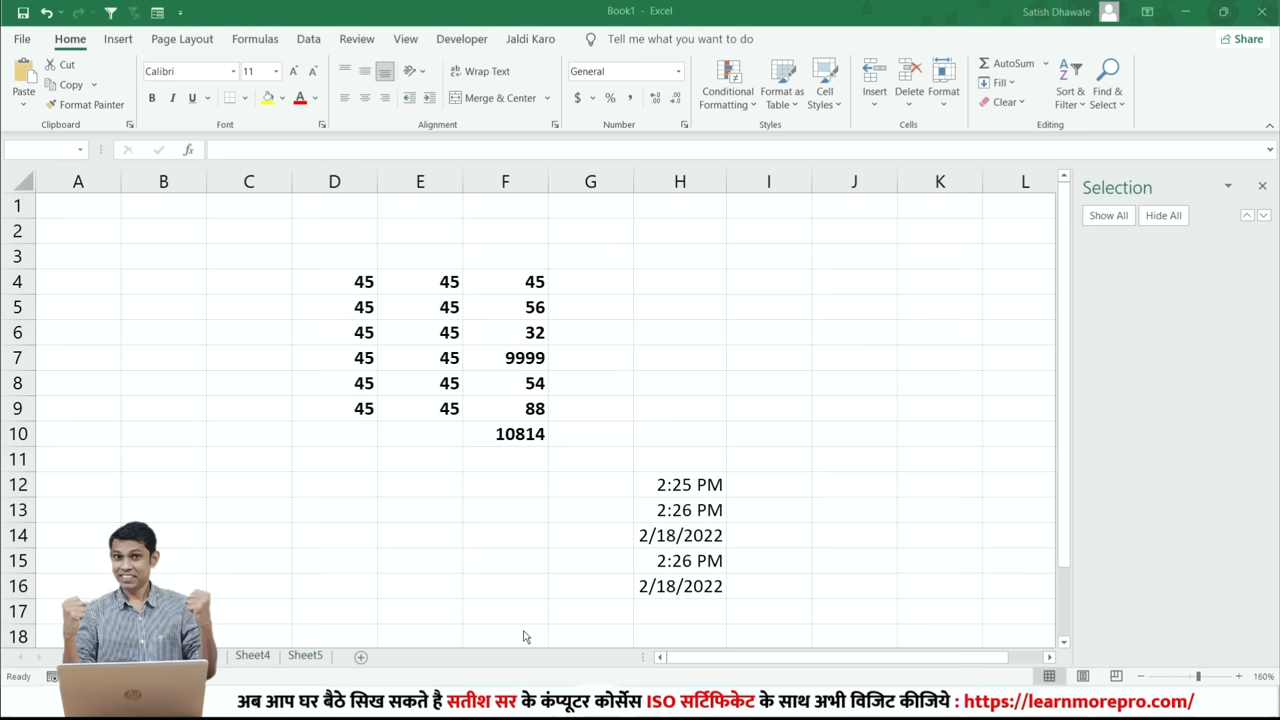 Book1 - Excel
Satish Dhawale
File Home Insert Page Layout Formulas Data Review View Developer Jaldi Karo Tell me what you want to do Share
Paste
Cut
Copy
Format Painter
Clipboard
Calibri 11
B I U A
Font
Wrap Text
Merge & Center
Alignment
General
$ % ,
Number
Conditional Formatting
Format as Table
Cell Styles
Styles
Insert
Delete
Format
Cells
AutoSum
Fill
Clear
Sort & Filter
Find & Select
Editing
fx
A B C D E F G H I J K L
1
2
3
4 45 45 45
5 45 45 56
6 45 45 32
7 45 45 9999
8 45 45 54
9 45 45 88
10 10814
11
12 2:25 PM
13 2:26 PM
14 2/18/2022
15 2:26 PM
16 2/18/2022
17
18
Selection
Show All Hide All
Sheet4 Sheet5
Ready
160%
hp
अब आप घर बैठे सिख सकते है सतीश सर के कंप्यूटर कोर्सेस ISO सर्टिफिकेट के साथ अभी विजिट कीजिये : https://learnmorepro.com/